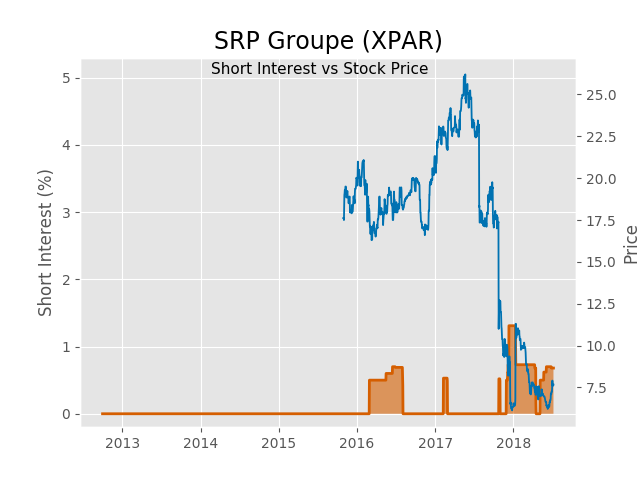 SRP Groupe (XPAR)
Short Interest vs Stock Price
Short Interest (%)
5
4
3
2
1
0
25.0
22.5
20.0
17.5
15.0
12.5
10.0
7.5
Price
2013 2014 2015 2016 2017 2018